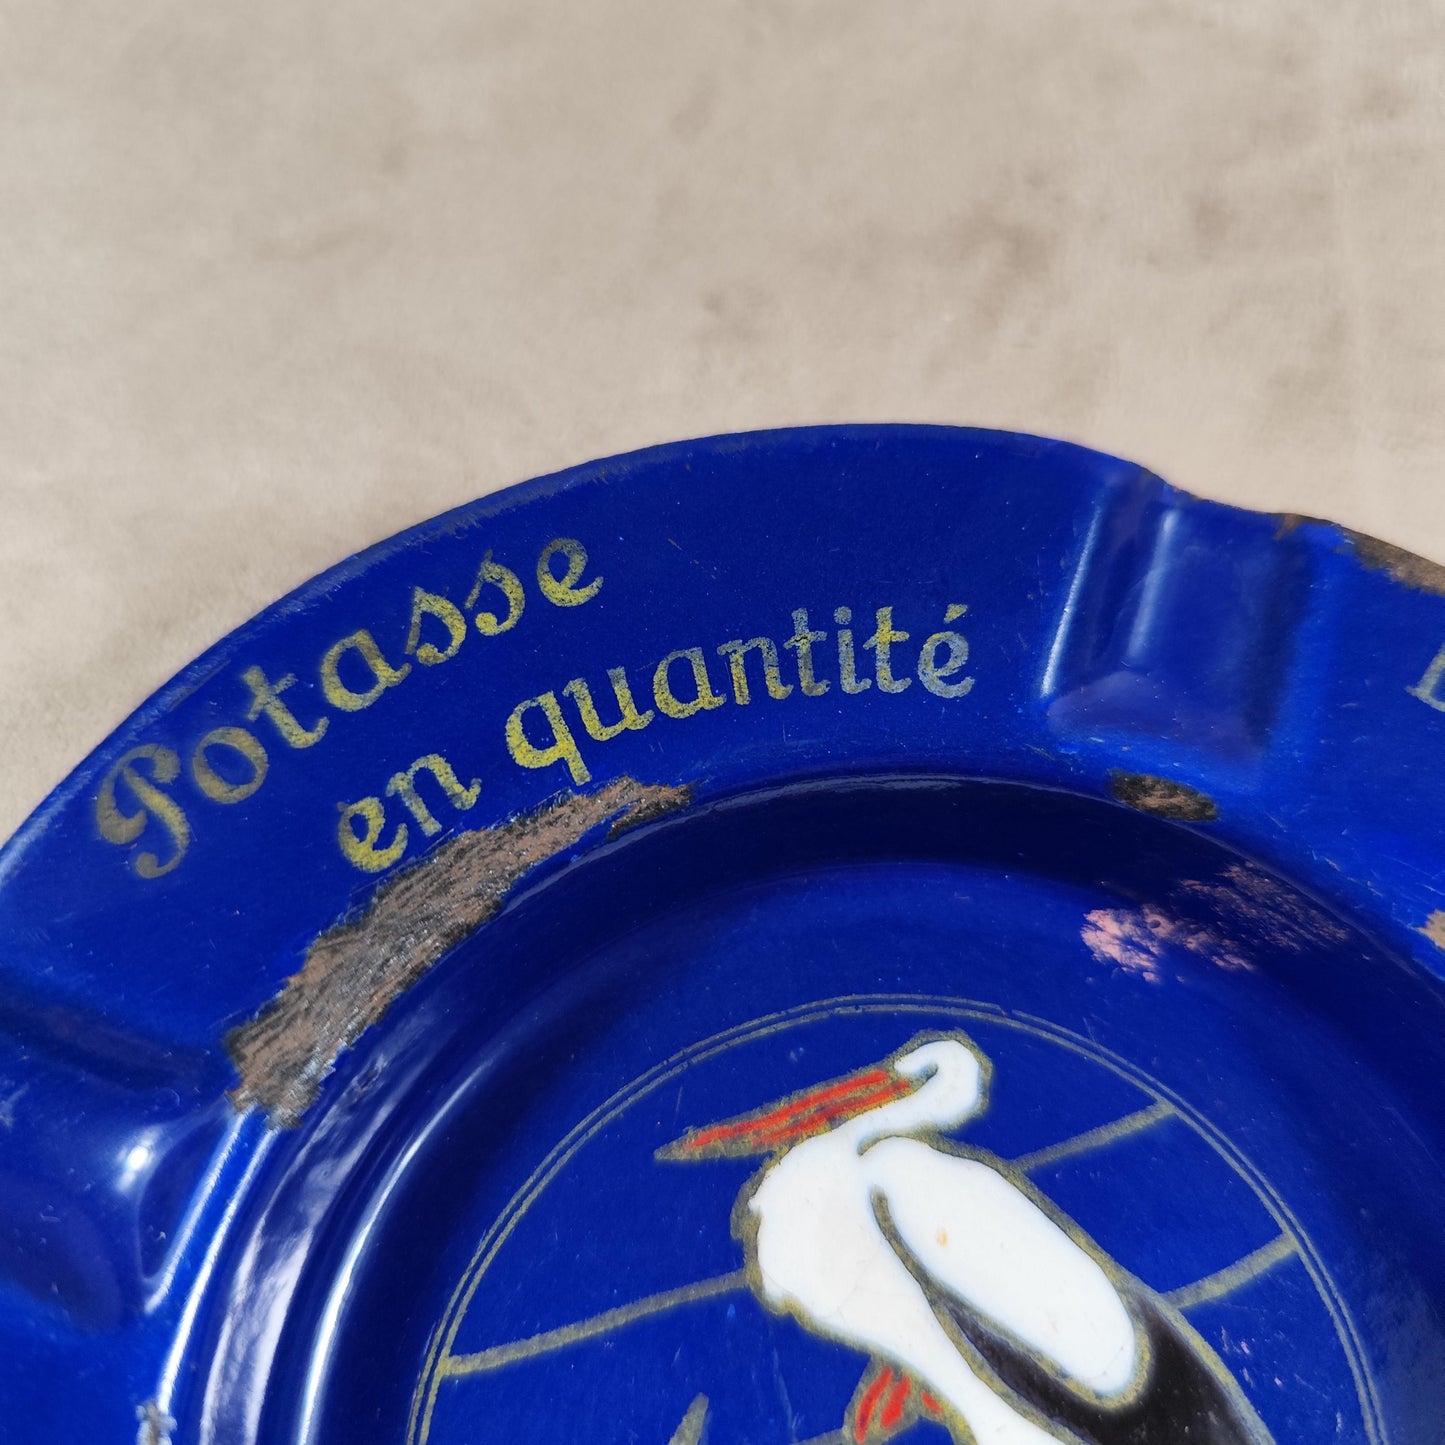 Potasse
en quantité